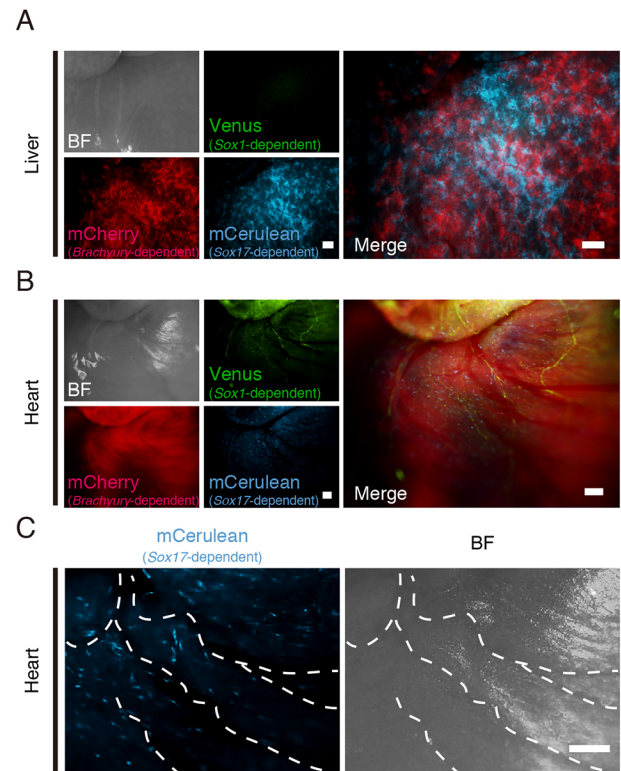 A
Liver
BF
Venus
(Sox1-dependent)
mCherry
(Brachyury-dependent)
mCerulean
(Sox17-dependent)
Merge
B
Heart
BF
Venus
(Sox1-dependent)
mCherry
(Brachyury-dependent)
mCerulean
(Sox17-dependent)
Merge
C
Heart
mCerulean
(Sox17-dependent)
BF